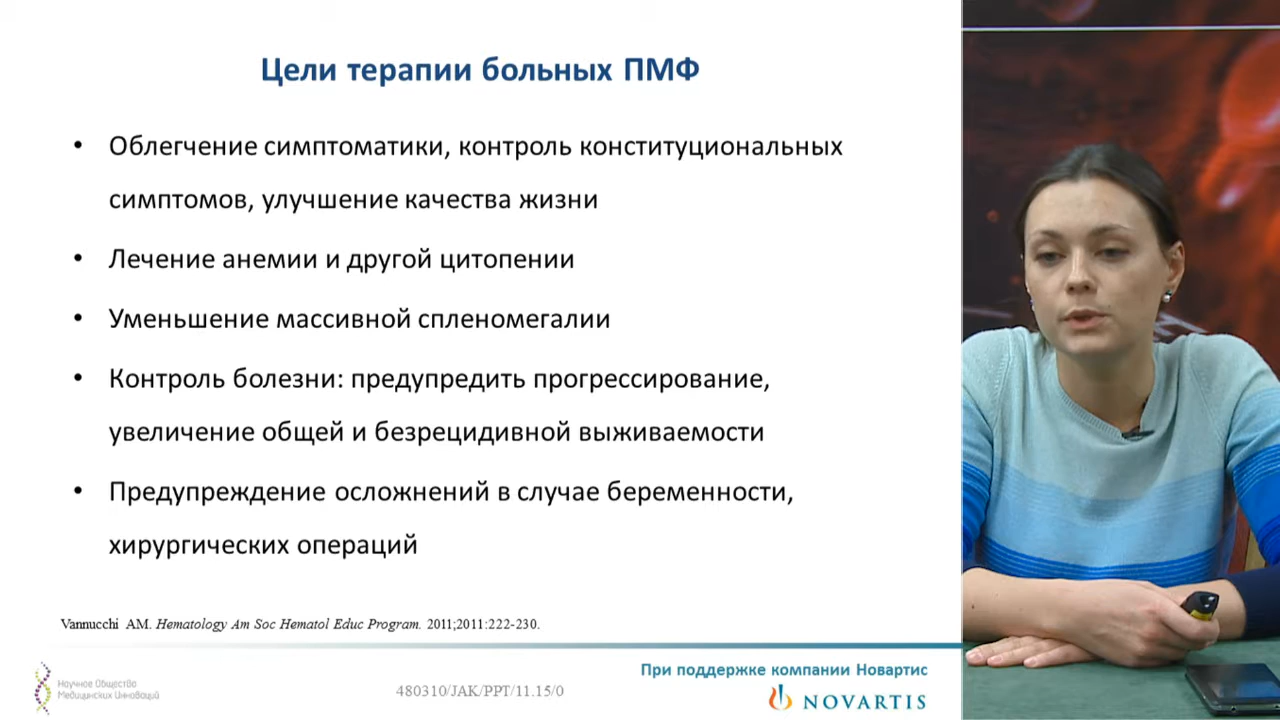 Цели терапии больных ПМФ
• Облегчение симптоматики, контроль конституциональных
симптомов, улучшение качества жизни
• Лечение анемии и другой цитопении
• Уменьшение массивной спленомегалии
• Контроль болезни: предупредить прогрессирование,
увеличение общей и безрецидивной выживаемости
• Предупреждение осложнений в случае беременности,
хирургических операций
Vannucchi AM. Hematology Am Soc Hematol Educ Program. 2011;2011:222-230.
При поддержке компании Новартис
Научное Общество
Медицинских Инноваций
480310/JAK/PPT/11.15/0
NOVARTIS